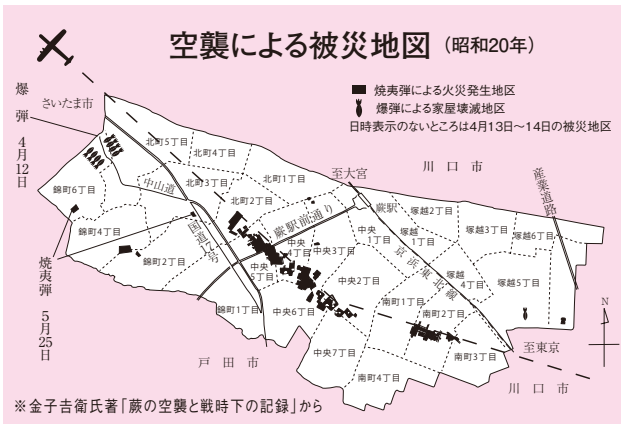 空襲による被災地図（昭和20年）
焼夷弾による火災発生地区
爆弾による家屋壊滅地区
日時表示のないところは4月13日〜14日の被災地区
爆弾 4月12日
さいたま市
北町5丁目
北町1丁目
北町3丁目
北町2丁目
中山道
錦町6丁目
錦町4丁目
錦町2丁目
錦町1丁目
国道17号
蕨駅前通り
至大宮
川口市
産業道路
蕨駅
塚越2丁目
塚越3丁目
塚越6丁目
塚越1丁目
塚越4丁目
塚越5丁目
中央1丁目
中央3丁目
中央4丁目
中央5丁目
中央2丁目
中央6丁目
中央7丁目
京浜東北線
南町1丁目
南町2丁目
南町3丁目
南町4丁目
焼夷弾 5月25日
戸田市
至東京
川口市
N
※金子吉衛氏著「蕨の空襲と戦時下の記録」から